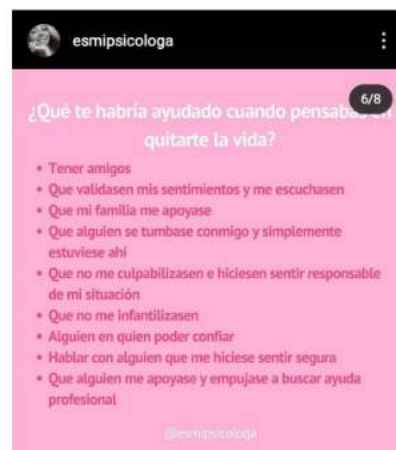 esmipsicologa
6/8
¿Qué te habría ayudado cuando pensabas en
quitarte la vida?
• Tener amigos
• Que validasen mis sentimientos y me escuchasen
• Que mi familia me apoyase
• Que alguien se tumbase conmigo y simplemente
estuviese ahí
• Que no me culpabilizasen e hiciesen sentir responsable
de mi situación
• Que no me infantilizasen
• Alguien en quien poder confiar
• Hablar con alguien que me hiciese sentir segura
• Que alguien me apoyase y empujase a buscar ayuda
profesional
@esmipsicologa